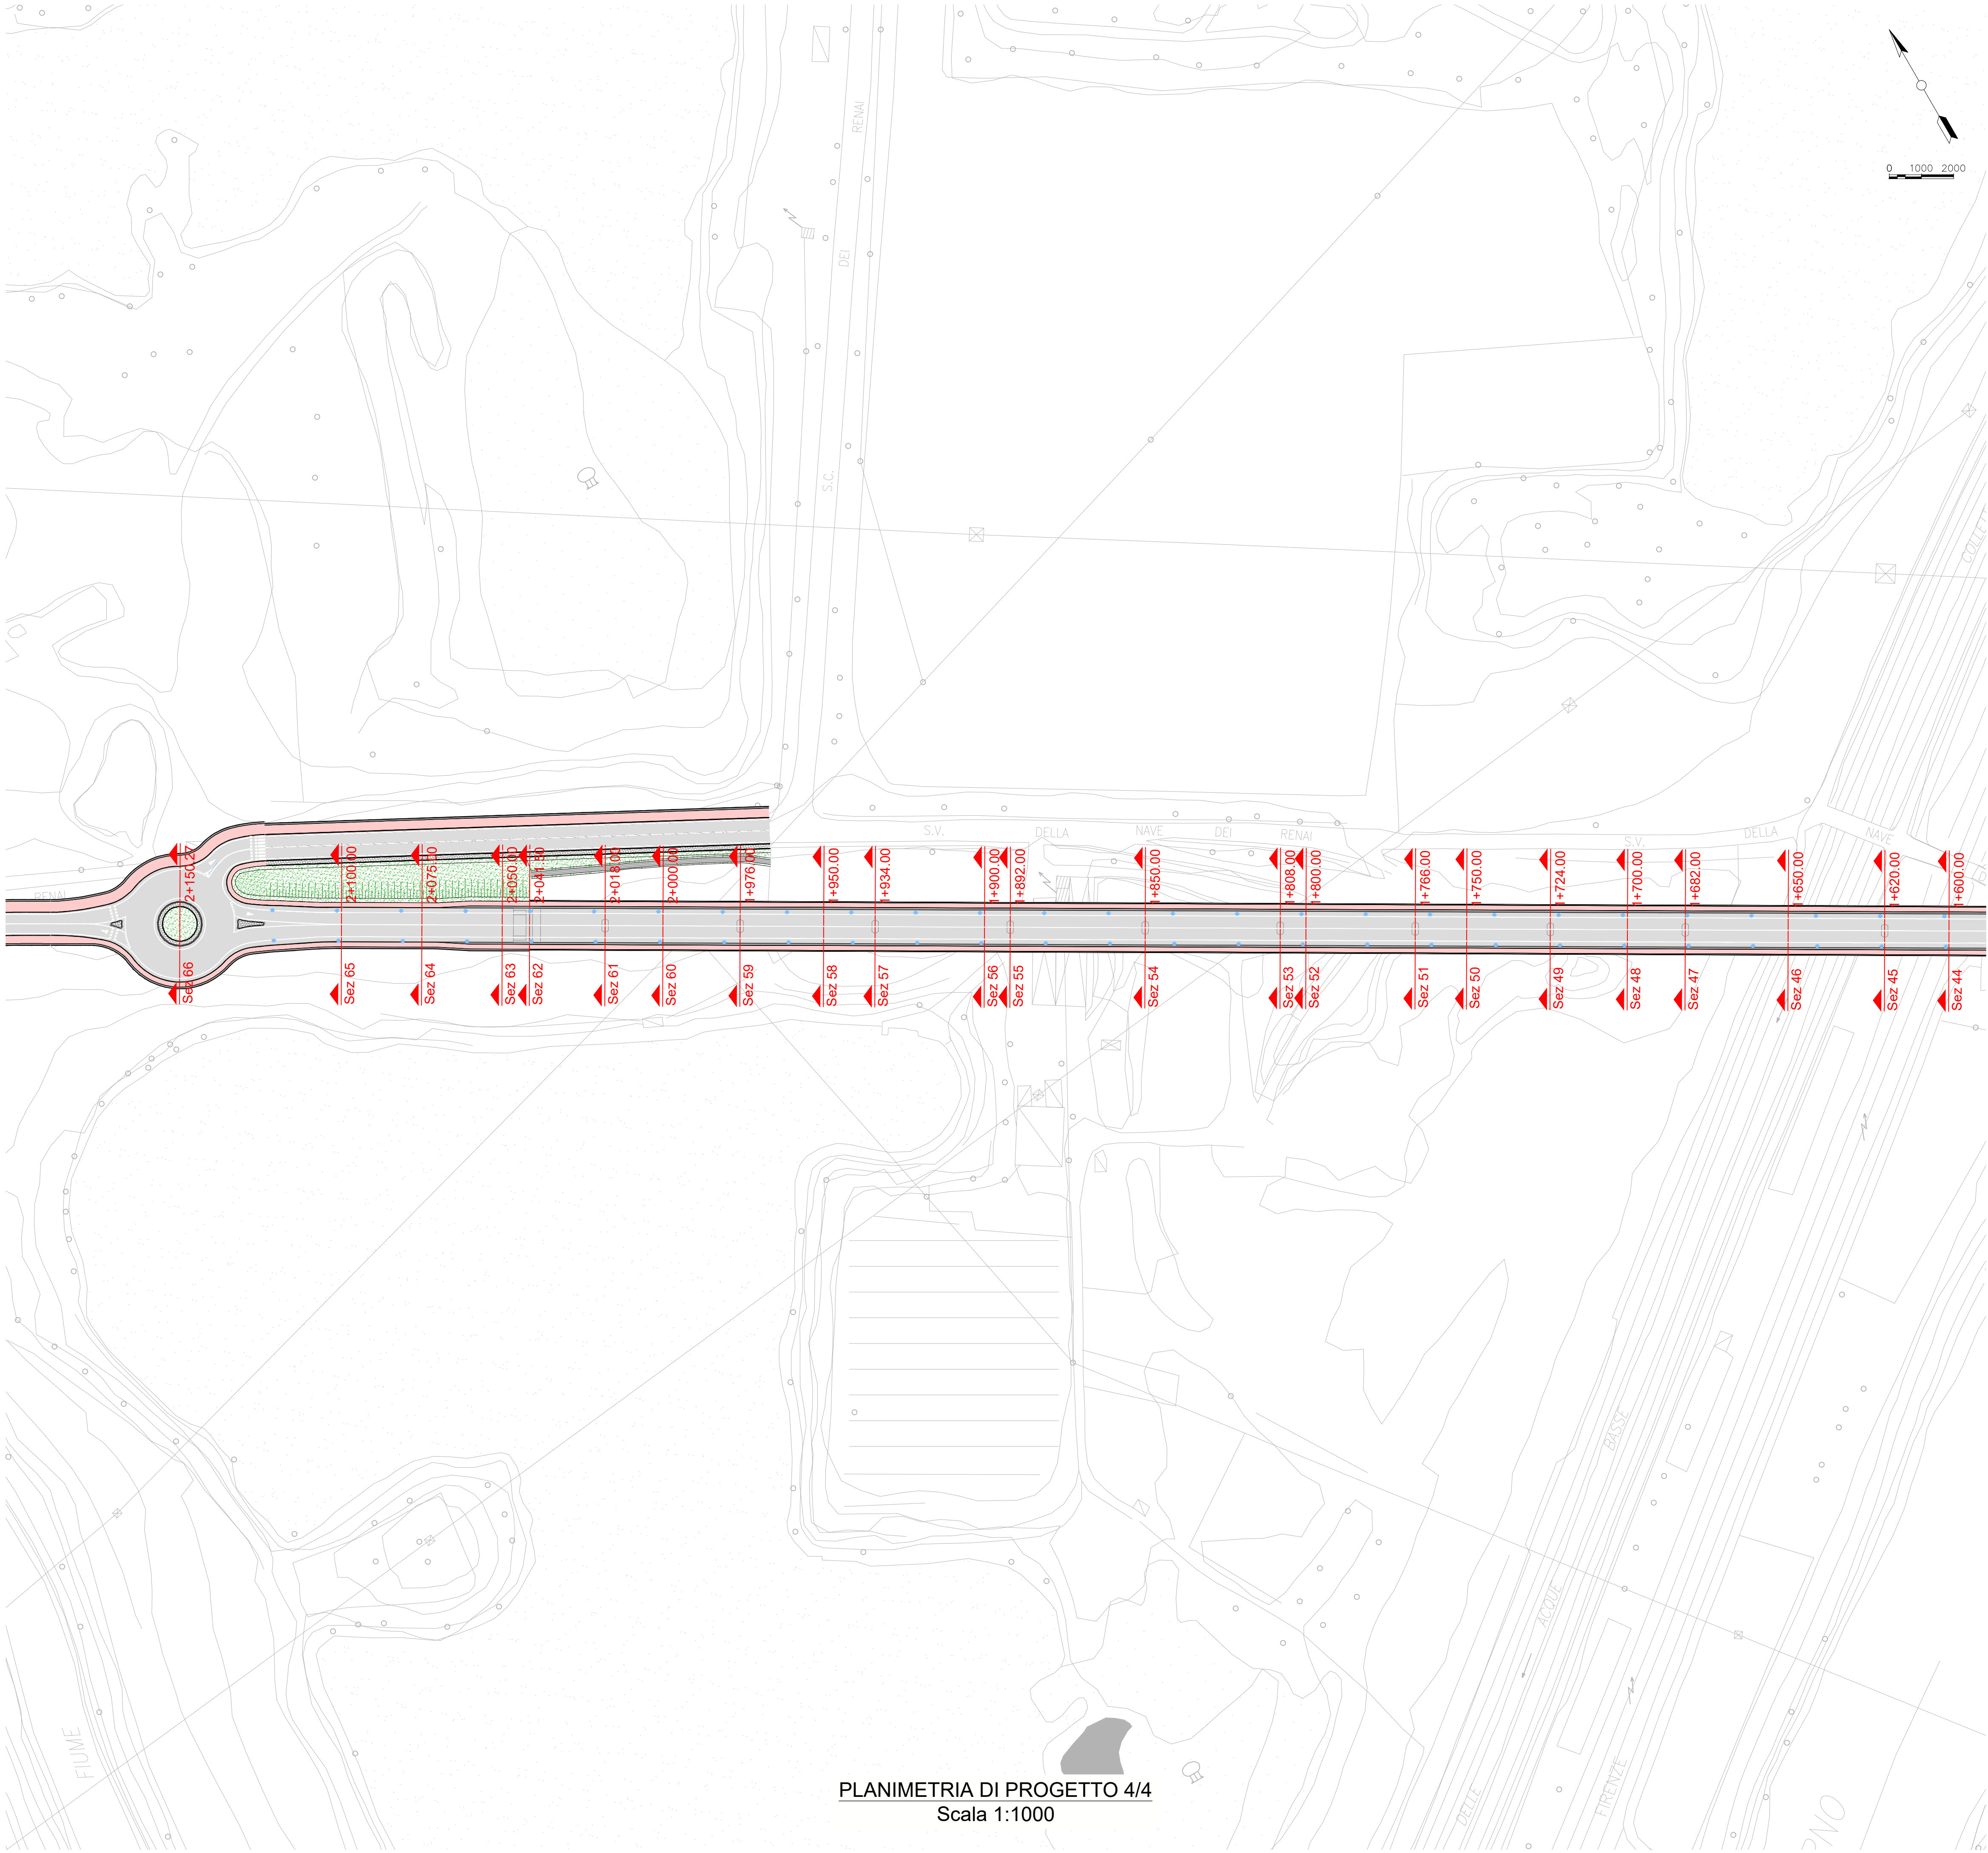 0 1000 2000
RENAI
DEI
S.C.
COLLE
S.V. DELLA NAVE DEI RENAI
S.V. DELLA NAVE
RENAI
2+150.27
2+100.00
2+075.00
2+050.00
2+041.50
2+018.00
2+000.00
1+976.00
1+950.00
1+934.00
1+900.00
1+892.00
1+850.00
1+808.00
1+800.00
1+766.00
1+750.00
1+724.00
1+700.00
1+682.00
1+650.00
1+620.00
1+600.00
Sez 66
Sez 65
Sez 64
Sez 63
Sez 62
Sez 61
Sez 60
Sez 59
Sez 58
Sez 57
Sez 56
Sez 55
Sez 54
Sez 53
Sez 52
Sez 51
Sez 50
Sez 49
Sez 48
Sez 47
Sez 46
Sez 45
Sez 44
BASSE
ACQUE
DELLE
FIRENZE
FIUME
PLANIMETRIA DI PROGETTO 4/4
Scala 1:1000